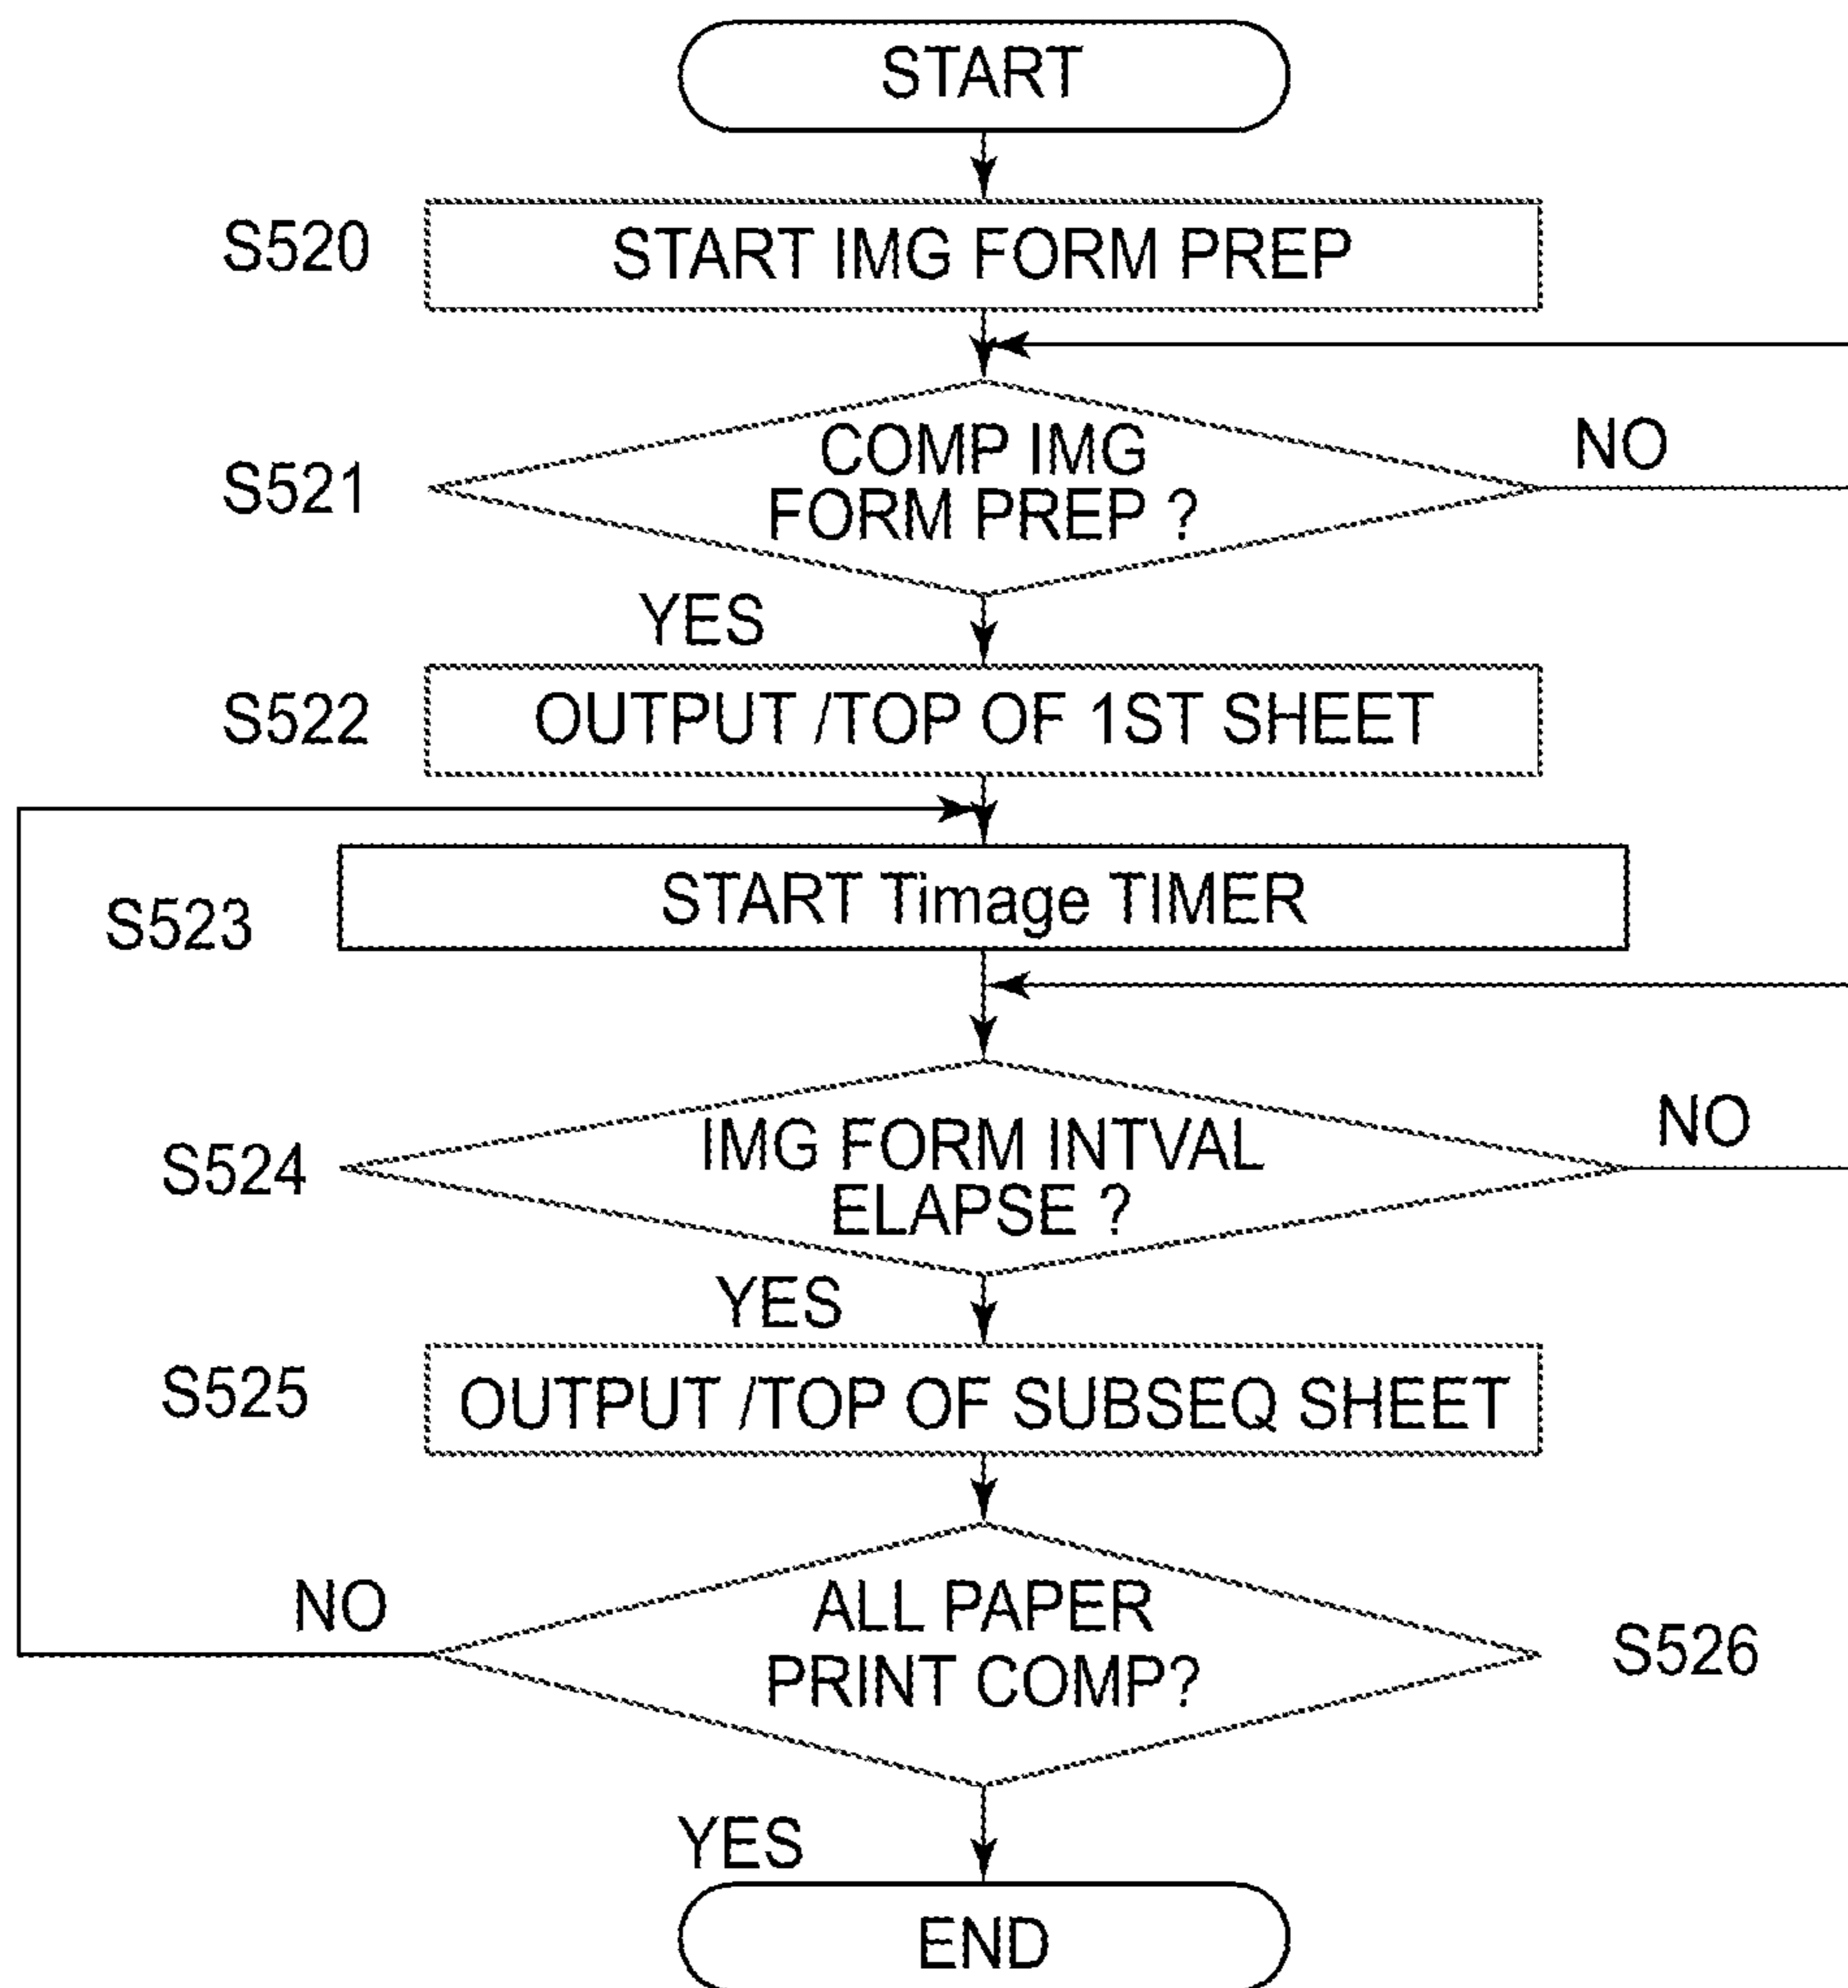 START
S520
START IMG FORM PREP
S521
COMP IMG
FORM PREP ?
NO
YES
S522
OUTPUT /TOP OF 1ST SHEET
S523
START Timage TIMER
S524
IMG FORM INTVAL
ELAPSE ?
NO
YES
S525
OUTPUT /TOP OF SUBSEQ SHEET
NO
ALL PAPER
PRINT COMP?
S526
YES
END